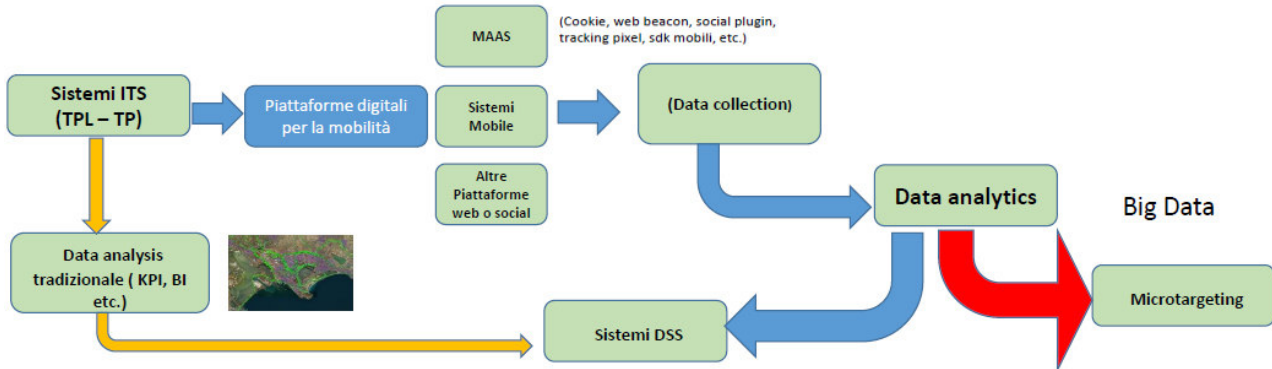 MAAS
(Cookie, web beacon, social plugin,
tracking pixel, sdk mobili, etc.)
Sistemi ITS
(TPL – TP)
Piattaforme digitali
per la mobilità
Sistemi
Mobile
(Data collection)
Altre
Piattaforme
web o social
Data analytics
Big Data
Data analysis
tradizionale ( KPI, BI
etc.)
Microtargeting
Sistemi DSS